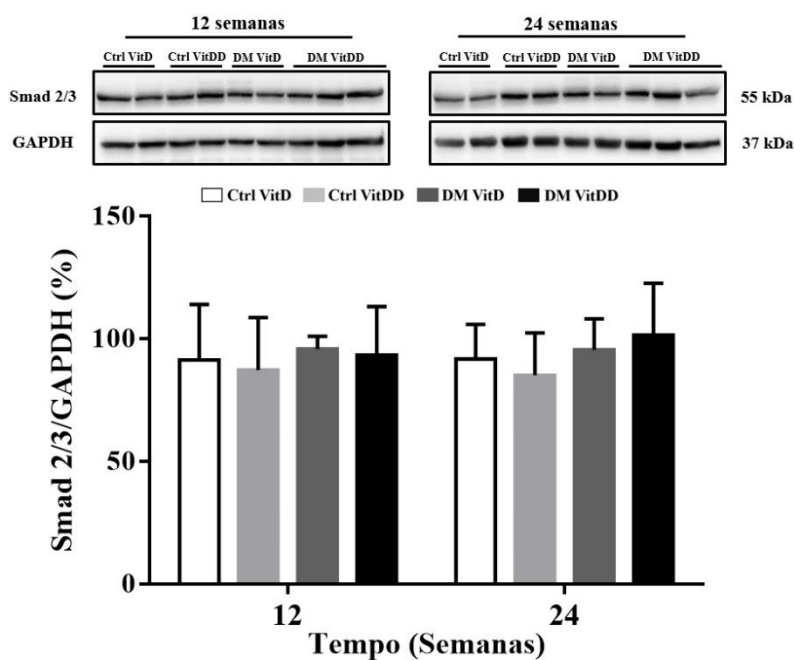 12 semanas 24 semanas
Ctrl VitD Ctrl VitDD DM VitD DM VitDD Ctrl VitD Ctrl VitDD DM VitD DM VitDD
Smad 2/3 55 kDa
GAPDH 37 kDa
Ctrl VitD Ctrl VitDD DM VitD DM VitDD
150
100
50
0
Smad 2/3/GAPDH (%)
12 24
Tempo (Semanas)